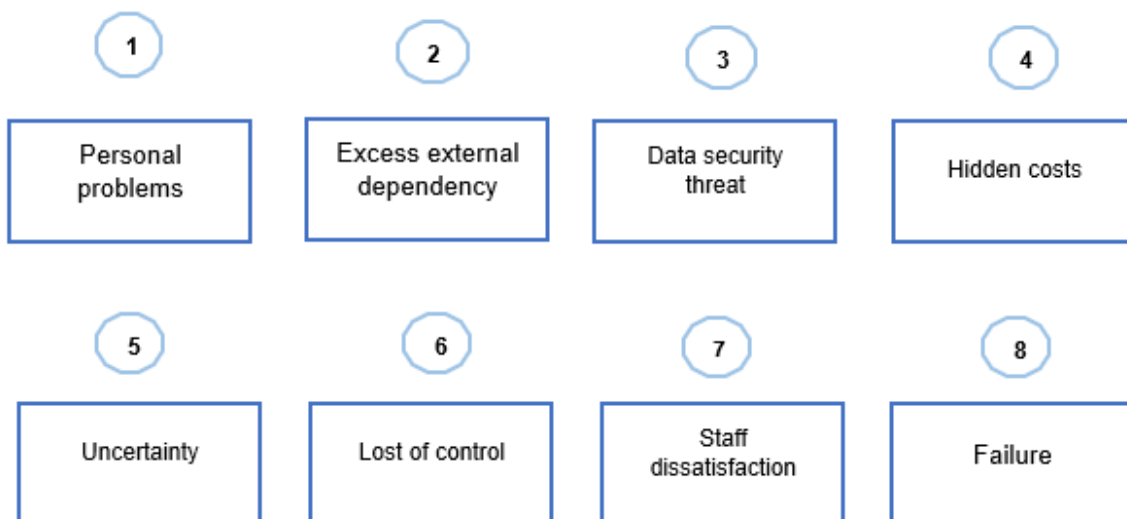 1
2
3
4
Personal
problems
Excess external
dependency
Data security
threat
Hidden costs
5
6
7
8
Uncertainty
Lost of control
Staff
dissatisfaction
Failure